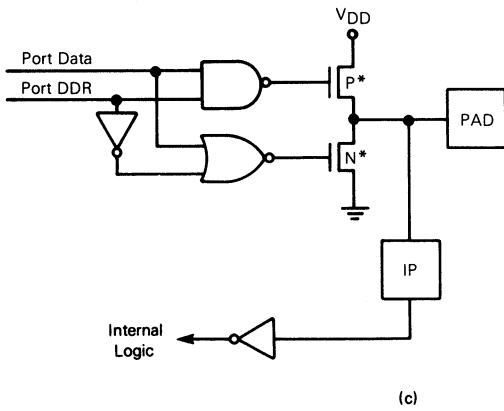 VDD
Port Data
Port DDR
P*
PAD
N*
IP
Internal
Logic
(c)